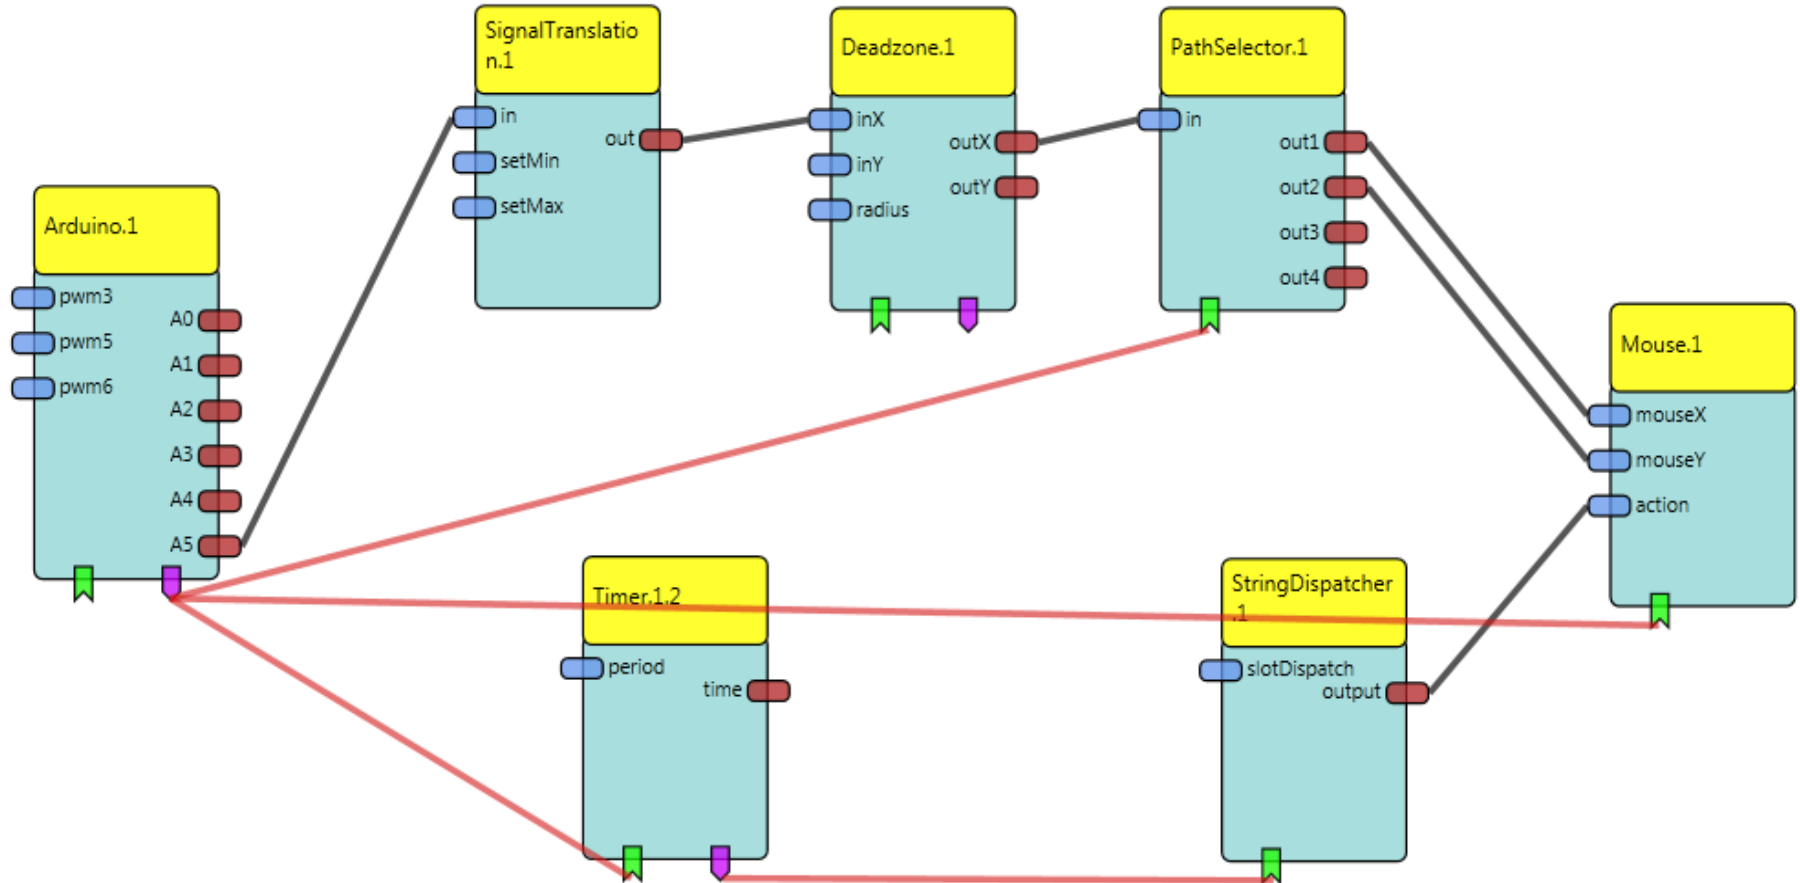 SignalTranslatio
n.1
in
setMin
setMax
out
Deadzone.1
inX
inY
radius
outX
outY
PathSelector.1
in
out1
out2
out3
out4
Arduino.1
pwm3
pwm5
pwm6
A0
A1
A2
A3
A4
A5
Mouse.1
mouseX
mouseY
action
Timer.1.2
period
time
StringDispatcher
.1
slotDispatch
output